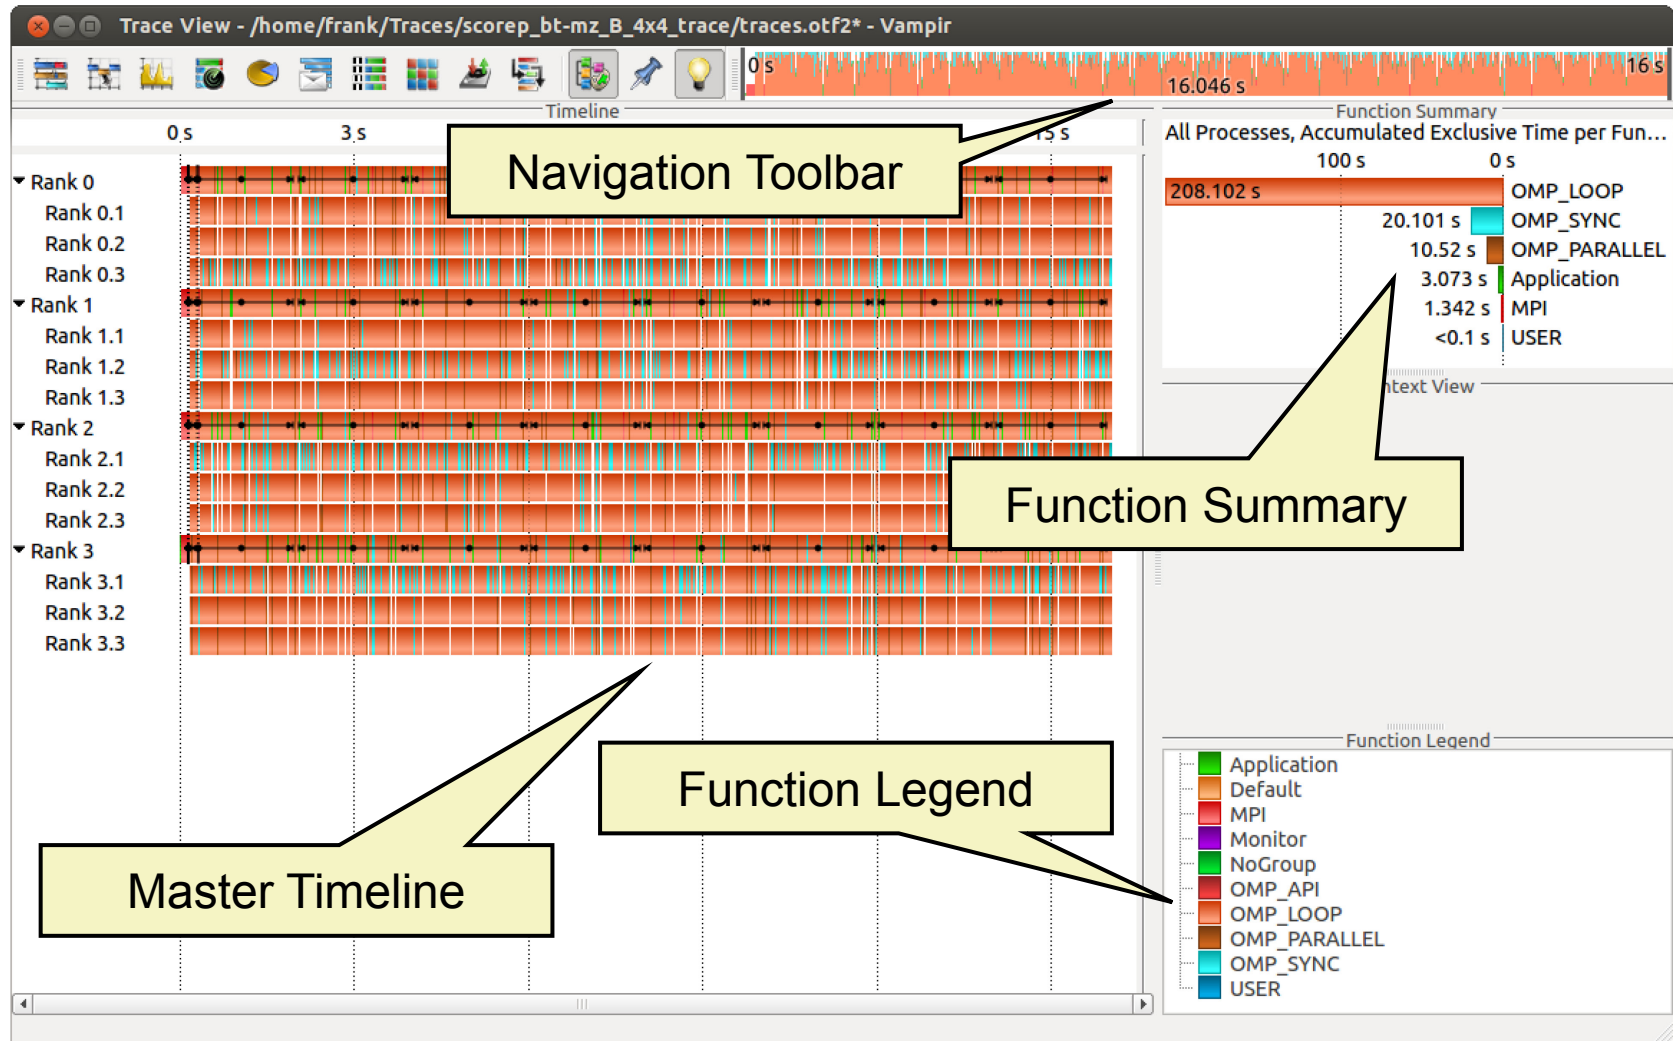 Trace View - /home/frank/Traces/scorep_bt-mz_B_4x4_trace/traces.otf2* - Vampir
0 s
16 s
16.046 s
Timeline
0 s
3 s
15 s
Navigation Toolbar
Rank 0
Rank 0.1
Rank 0.2
Rank 0.3
Rank 1
Rank 1.1
Rank 1.2
Rank 1.3
Rank 2
Rank 2.1
Rank 2.2
Rank 2.3
Rank 3
Rank 3.1
Rank 3.2
Rank 3.3
Function Summary
All Processes, Accumulated Exclusive Time per Fun...
100 s
0 s
208.102 s OMP_LOOP
20.101 s OMP_SYNC
10.52 s OMP_PARALLEL
3.073 s Application
1.342 s MPI
<0.1 s USER
ntext View
Function Summary
Function Legend
Master Timeline
Function Legend
Application
Default
MPI
Monitor
NoGroup
OMP_API
OMP_LOOP
OMP_PARALLEL
OMP_SYNC
USER